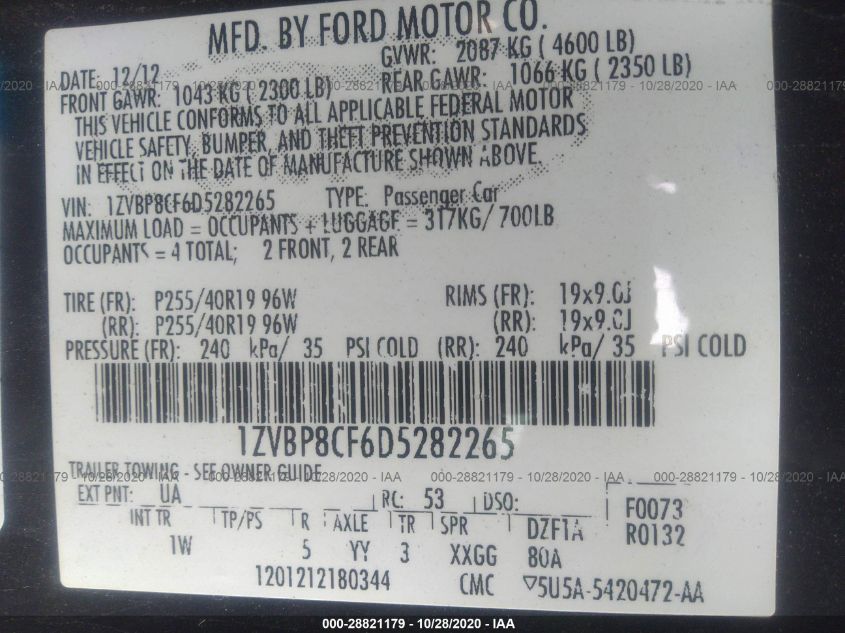 MFD. BY FORD MOTOR CO.
DATE: 12/12 GVWR: 2087 KG ( 4600 LB)
FRONT GAWR: 1043 KG ( 2300 LB) REAR GAWR: 1066 KG ( 2350 LB)
THIS VEHICLE CONFORMS TO ALL APPLICABLE FEDERAL MOTOR
VEHICLE SAFETY, BUMPER, AND THEFT PREVENTION STANDARDS
IN EFFECT ON THE DATE OF MANUFACTURE SHOWN ABOVE.
VIN: 1ZVBP8CF6D5282265 TYPE: Passenger Car
MAXIMUM LOAD = OCCUPANTS + LUGGAGE = 317KG/ 700LB
OCCUPANTS = 4 TOTAL; 2 FRONT, 2 REAR
TIRE (FR): P255/40R19 96W RIMS (FR): 19x9.0J
(RR): P255/40R19 96W (RR): 19x9.0J
PRESSURE (FR): 240 kPa/ 35 PSI COLD (RR): 240 kPa/ 35 PSI COLD
1ZVBP8CF6D5282265
TRAILER TOWING - SEE OWNER GUIDE
EXT PNT: UA RC: 53 DSO: F0073
INT TR TP/PS R AXLE TR SPR DZF1A R0132
1W 5 YY 3 XXGG 80A
1201212180344 CMC ▽5U5A-5420472-AA
000-28821179 | 10/28/2020 - IAA